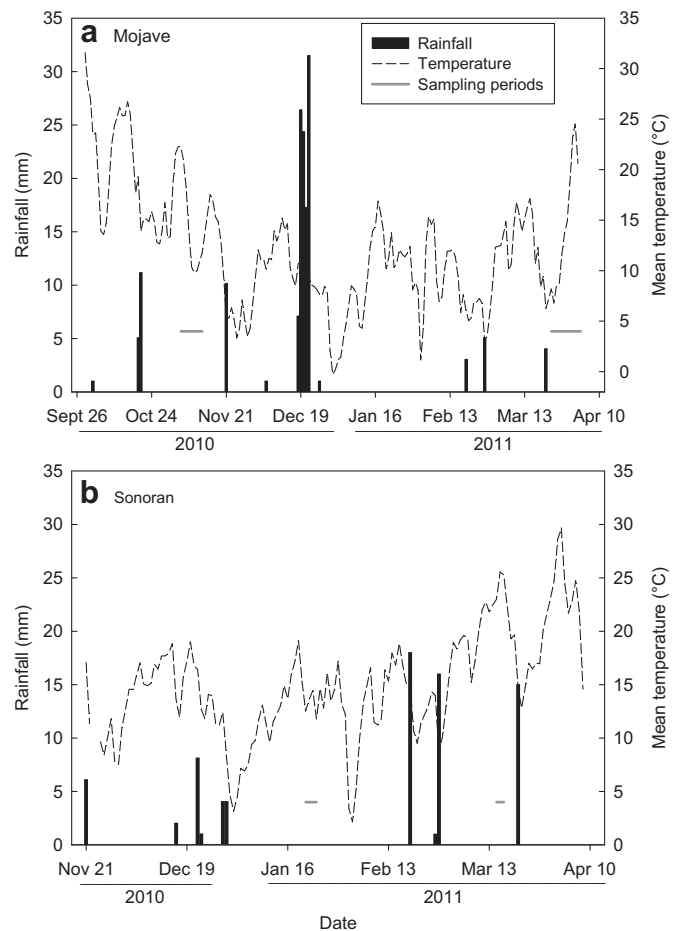 a Mojave
Rainfall
Temperature
Sampling periods
35
30
25
20
15
10
5
0
Rainfall (mm)
35
30
25
20
15
10
5
0
Mean temperature (°C)
Sept 26 Oct 24 Nov 21 Dec 19 Jan 16 Feb 13 Mar 13 Apr 10
2010 2011
b Sonoran
35
30
25
20
15
10
5
0
Rainfall (mm)
35
30
25
20
15
10
5
0
Mean temperature (°C)
Nov 21 Dec 19 Jan 16 Feb 13 Mar 13 Apr 10
2010 2011
Date